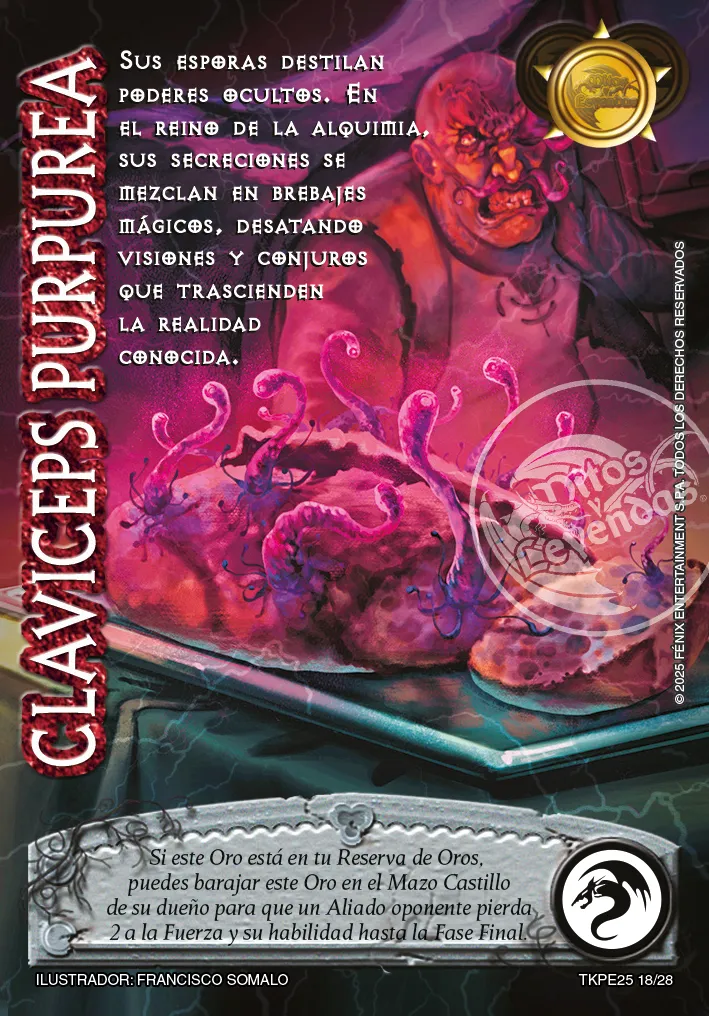 CLAVICEPS PURPUREA
Sus esporas destilan
poderes ocultos. En
el reino de la alquimia,
sus secreciones se
mezclan en brebajes
mágicos, desatando
visiones y conjuros
que trascienden
la realidad
conocida.
Mitos
y
Leyendas
© 2025 FÉNIX ENTERTAINMENT S.P.A. TODOS LOS DERECHOS RESERVADOS
Si este Oro está en tu Reserva de Oros,
puedes barajar este Oro en el Mazo Castillo
de su dueño para que un Aliado oponente pierda
2 a la Fuerza y su habilidad hasta la Fase Final.
ILUSTRADOR: FRANCISCO SOMALO
TKPE25 18/28